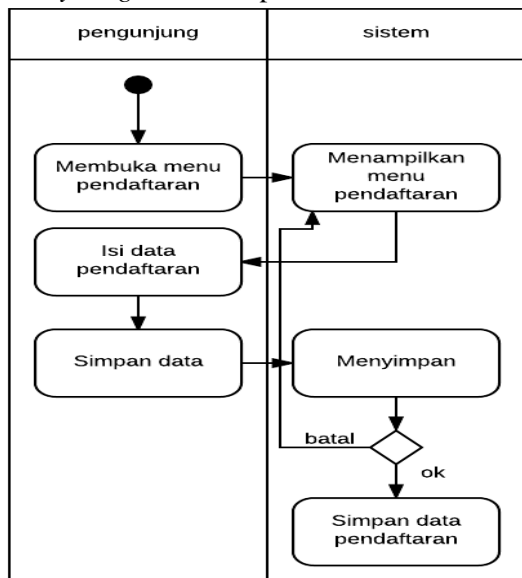 pengunjung
sistem
Membuka menu
pendaftaran
Menampilkan
menu
pendaftaran
Isi data
pendaftaran
Simpan data
Menyimpan
batal
ok
Simpan data
pendaftaran